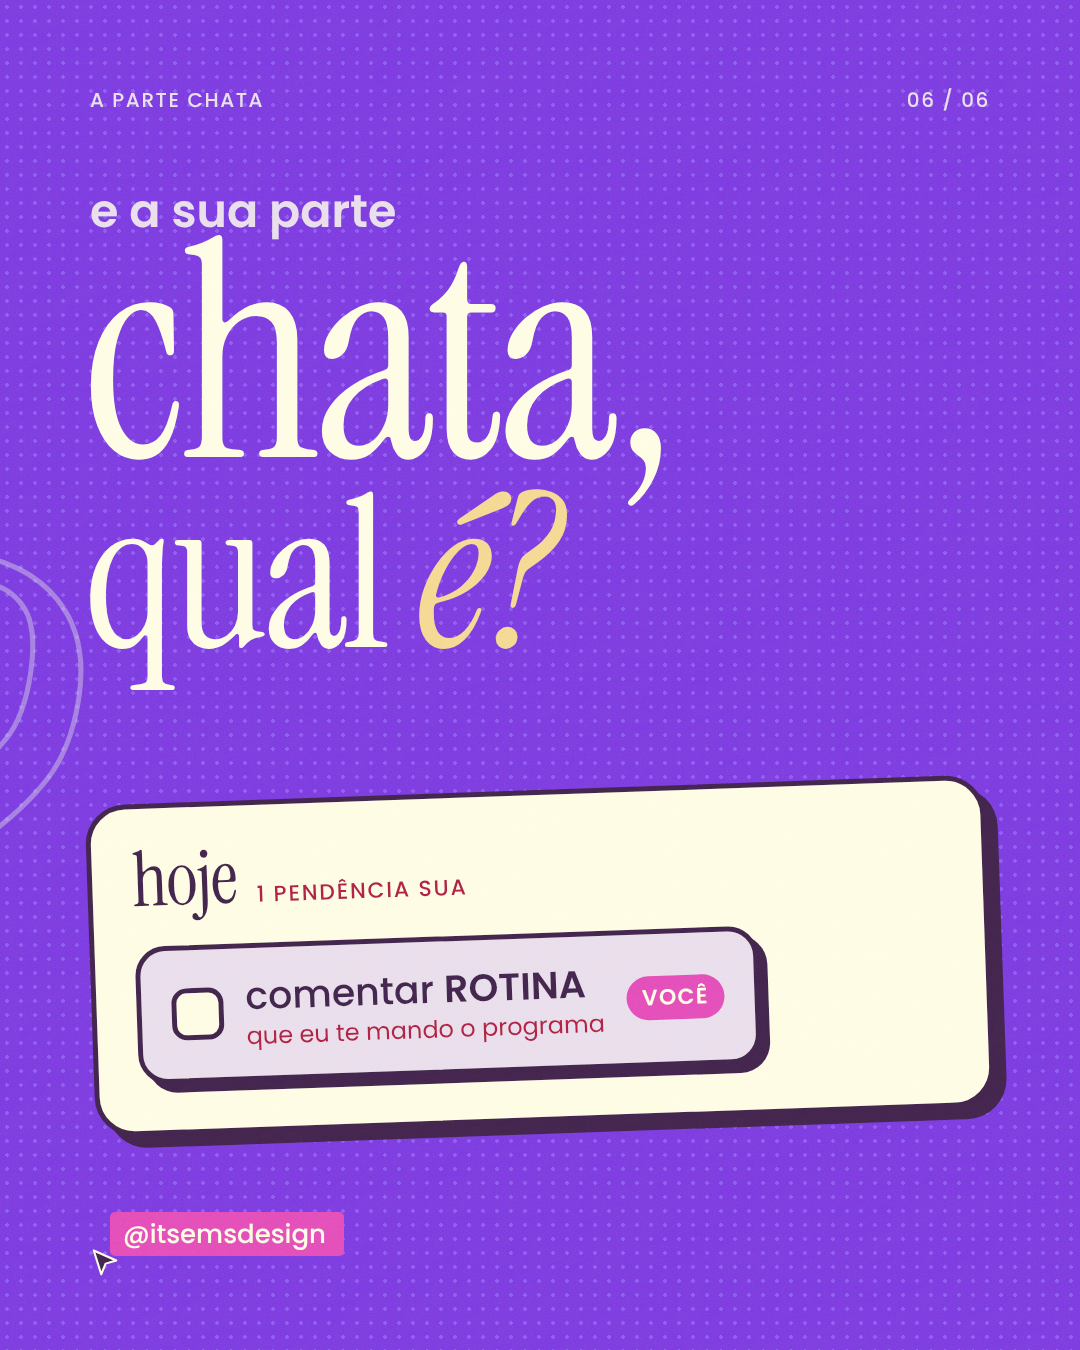 A PARTE CHATA
06 / 06
e a sua parte
chata,
qual é?
hoje 1 PENDÊNCIA SUA
comentar ROTINA
que eu te mando o programa
VOCÊ
@itsemsdesign